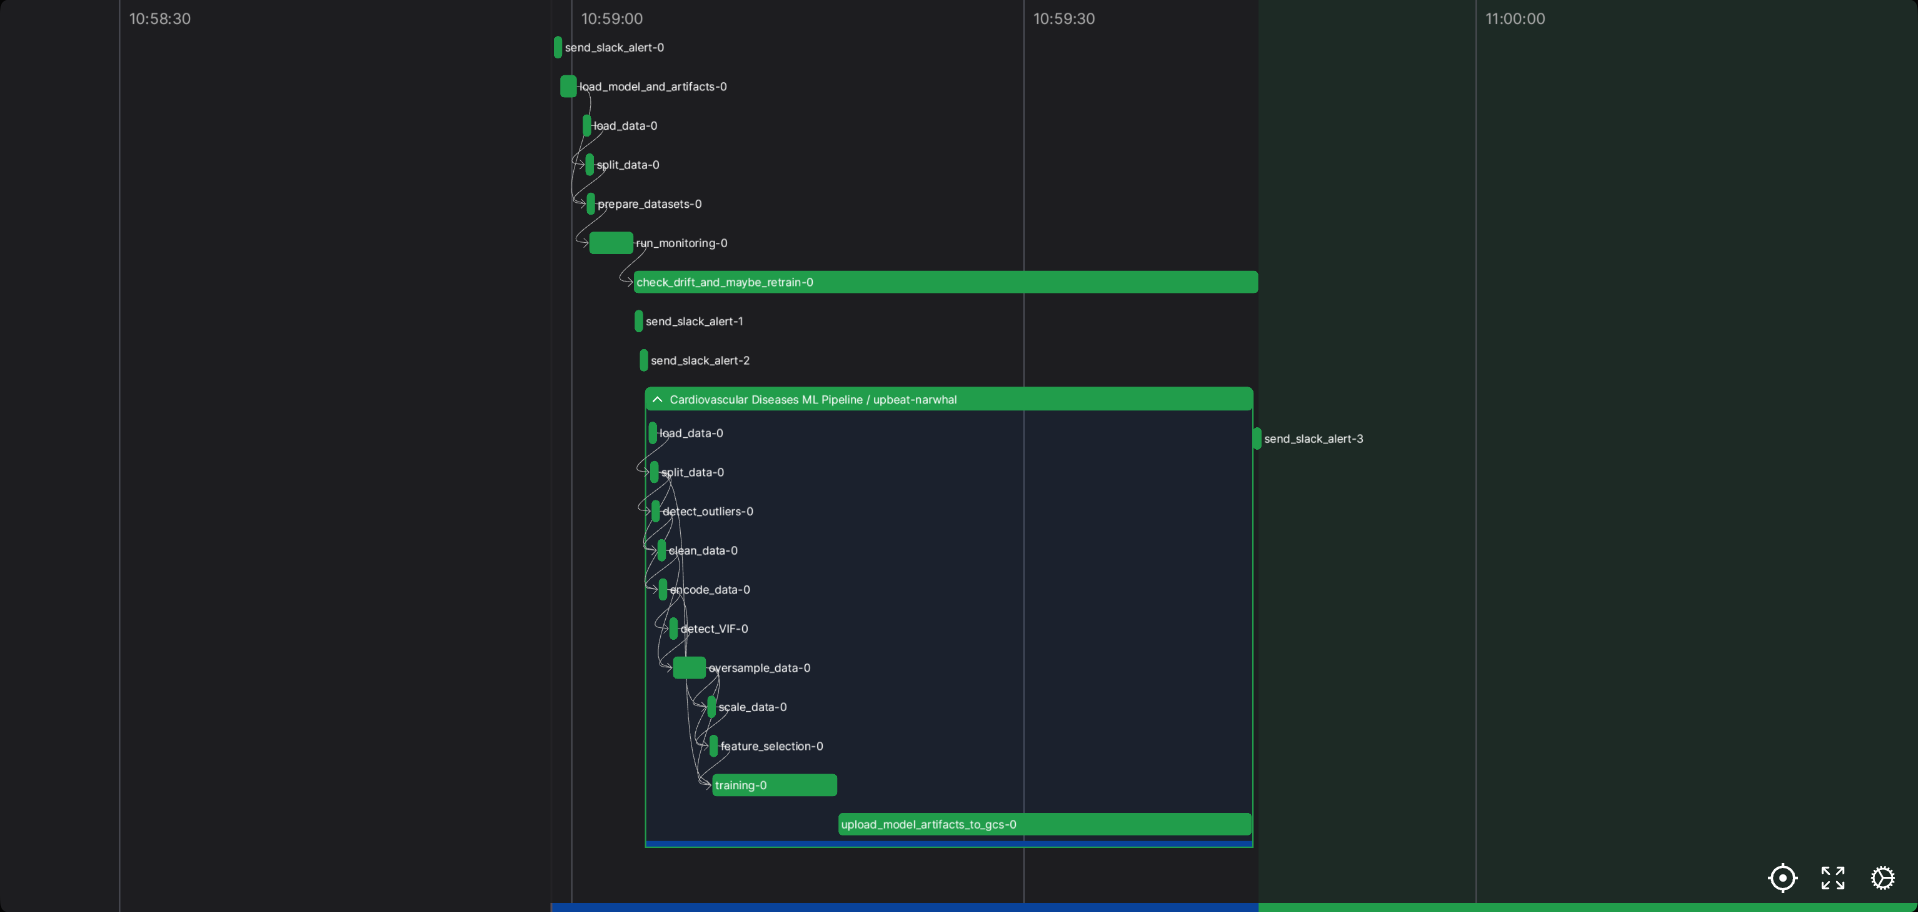 10:58:30
10:59:00
10:59:30
11:00:00
send_slack_alert-0
load_model_and_artifacts-0
load_data-0
split_data-0
prepare_datasets-0
run_monitoring-0
check_drift_and_maybe_retrain-0
send_slack_alert-1
send_slack_alert-2
Cardiovascular Diseases ML Pipeline / upbeat-narwhal
load_data-0
send_slack_alert-3
split_data-0
detect_outliers-0
clean_data-0
encode_data-0
detect_VIF-0
oversample_data-0
scale_data-0
feature_selection-0
training-0
upload_model_artifacts_to_gcs-0